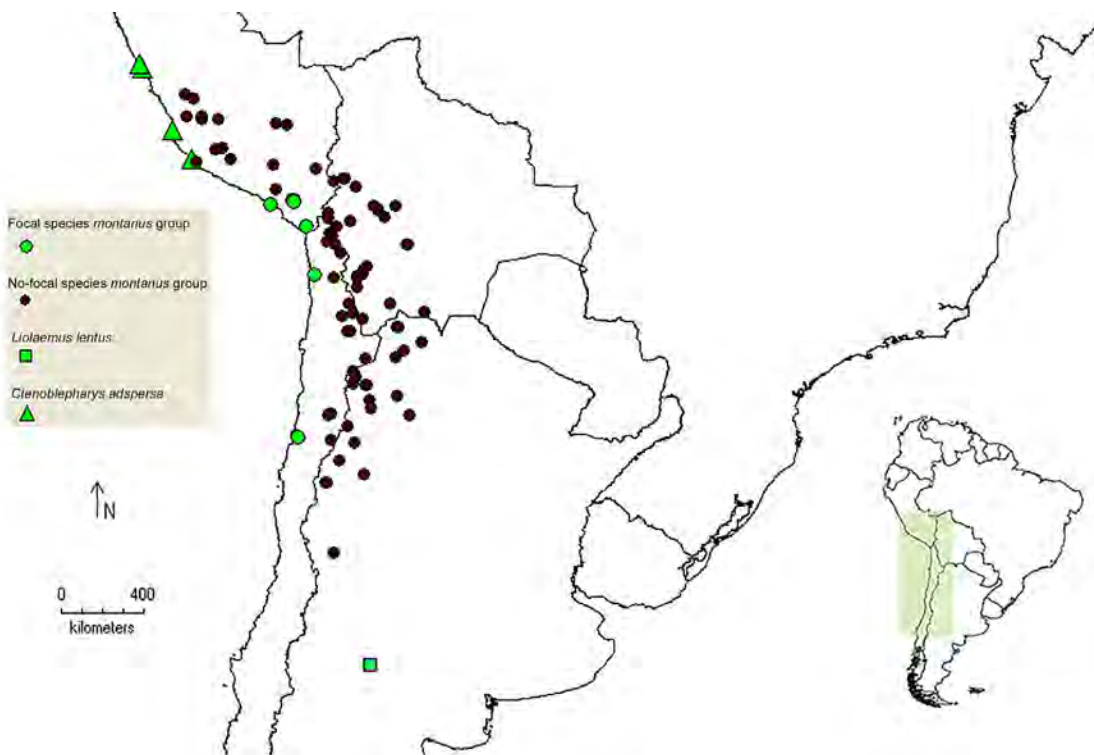 Focal species montanus group
No-focal species montanus group
Liolaemus lentus
Ctenoblepharys adspersa
N
0 400
kilometers